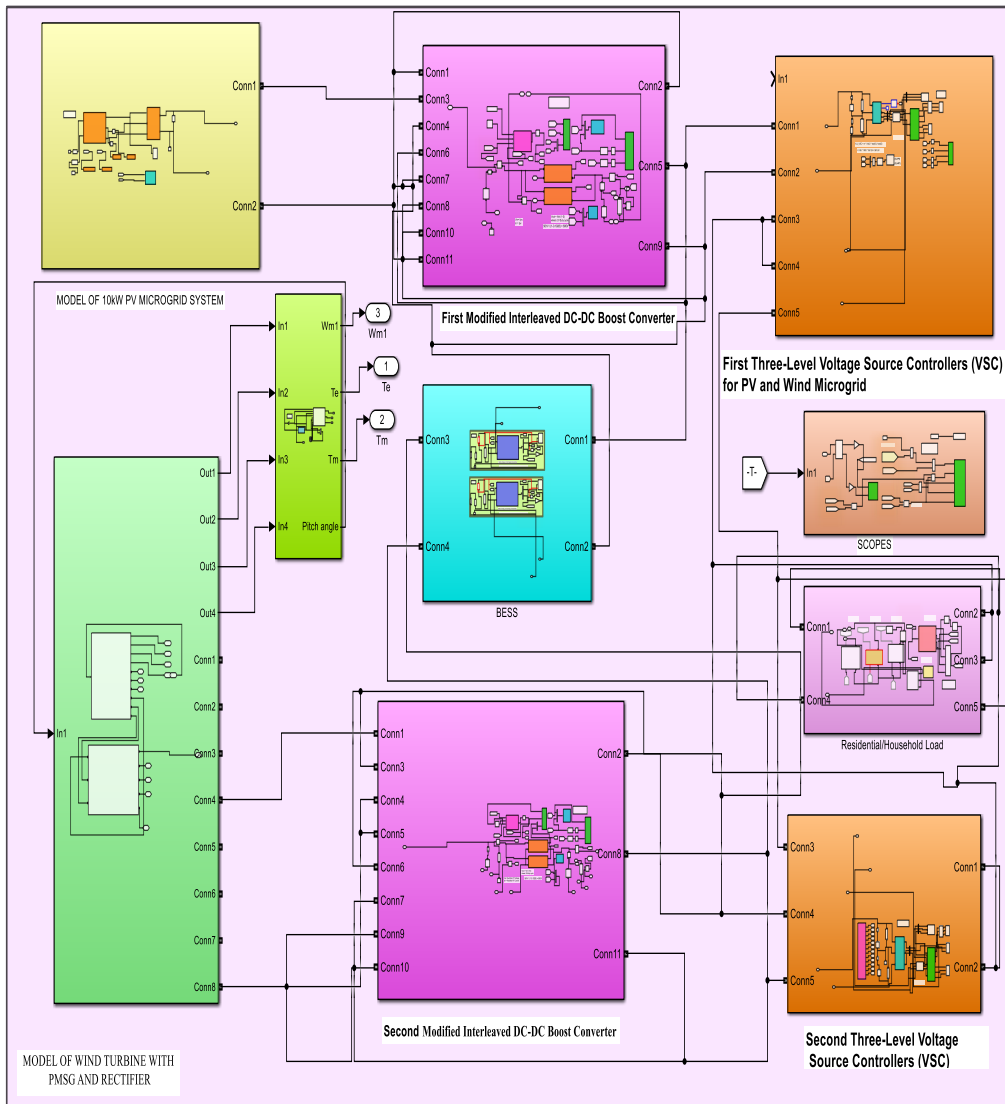 Conn1
Conn2
MODEL OF 10kW PV MICROGRID SYSTEM
Conn1
Conn3
Conn4
Conn6
Conn7
Conn8
Conn10
Conn11
Conn2
Conn5
Conn9
First Modified Interleaved DC-DC Boost Converter
In1
Conn1
Conn2
Conn3
Conn4
Conn5
First Three-Level Voltage Source Controllers (VSC)
for PV and Wind Microgrid
In1
In2
In3
In4
Wm1
Te
Tm
Pitch angle
3
Wm1
1
Te
2
Tm
Conn3
Conn4
Conn1
Conn2
BESS
-T-
In1
SCOPES
Conn1
Conn4
Conn2
Conn3
Conn5
Residential/Household Load
In1
Out1
Out2
Out3
Out4
Conn1
Conn2
Conn3
Conn4
Conn5
Conn6
Conn7
Conn8
MODEL OF WIND TURBINE WITH
PMSG AND RECTIFIER
Conn1
Conn3
Conn4
Conn5
Conn6
Conn7
Conn9
Conn10
Conn2
Conn8
Conn11
Second Modified Interleaved DC-DC Boost Converter
Conn3
Conn4
Conn5
Conn1
Conn2
Second Three-Level Voltage
Source Controllers (VSC)